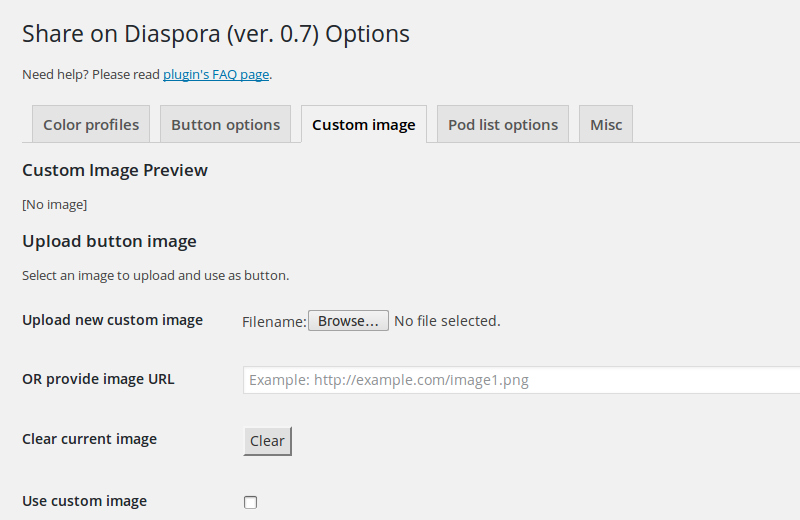 Share on Diaspora (ver. 0.7) Options
Need help? Please read plugin's FAQ page.
Color profiles Button options Custom image Pod list options Misc
Custom Image Preview
[No image]
Upload button image
Select an image to upload and use as button.
Upload new custom image Filename: Browse... No file selected.
OR provide image URL Example: http://example.com/image1.png
Clear current image Clear
Use custom image